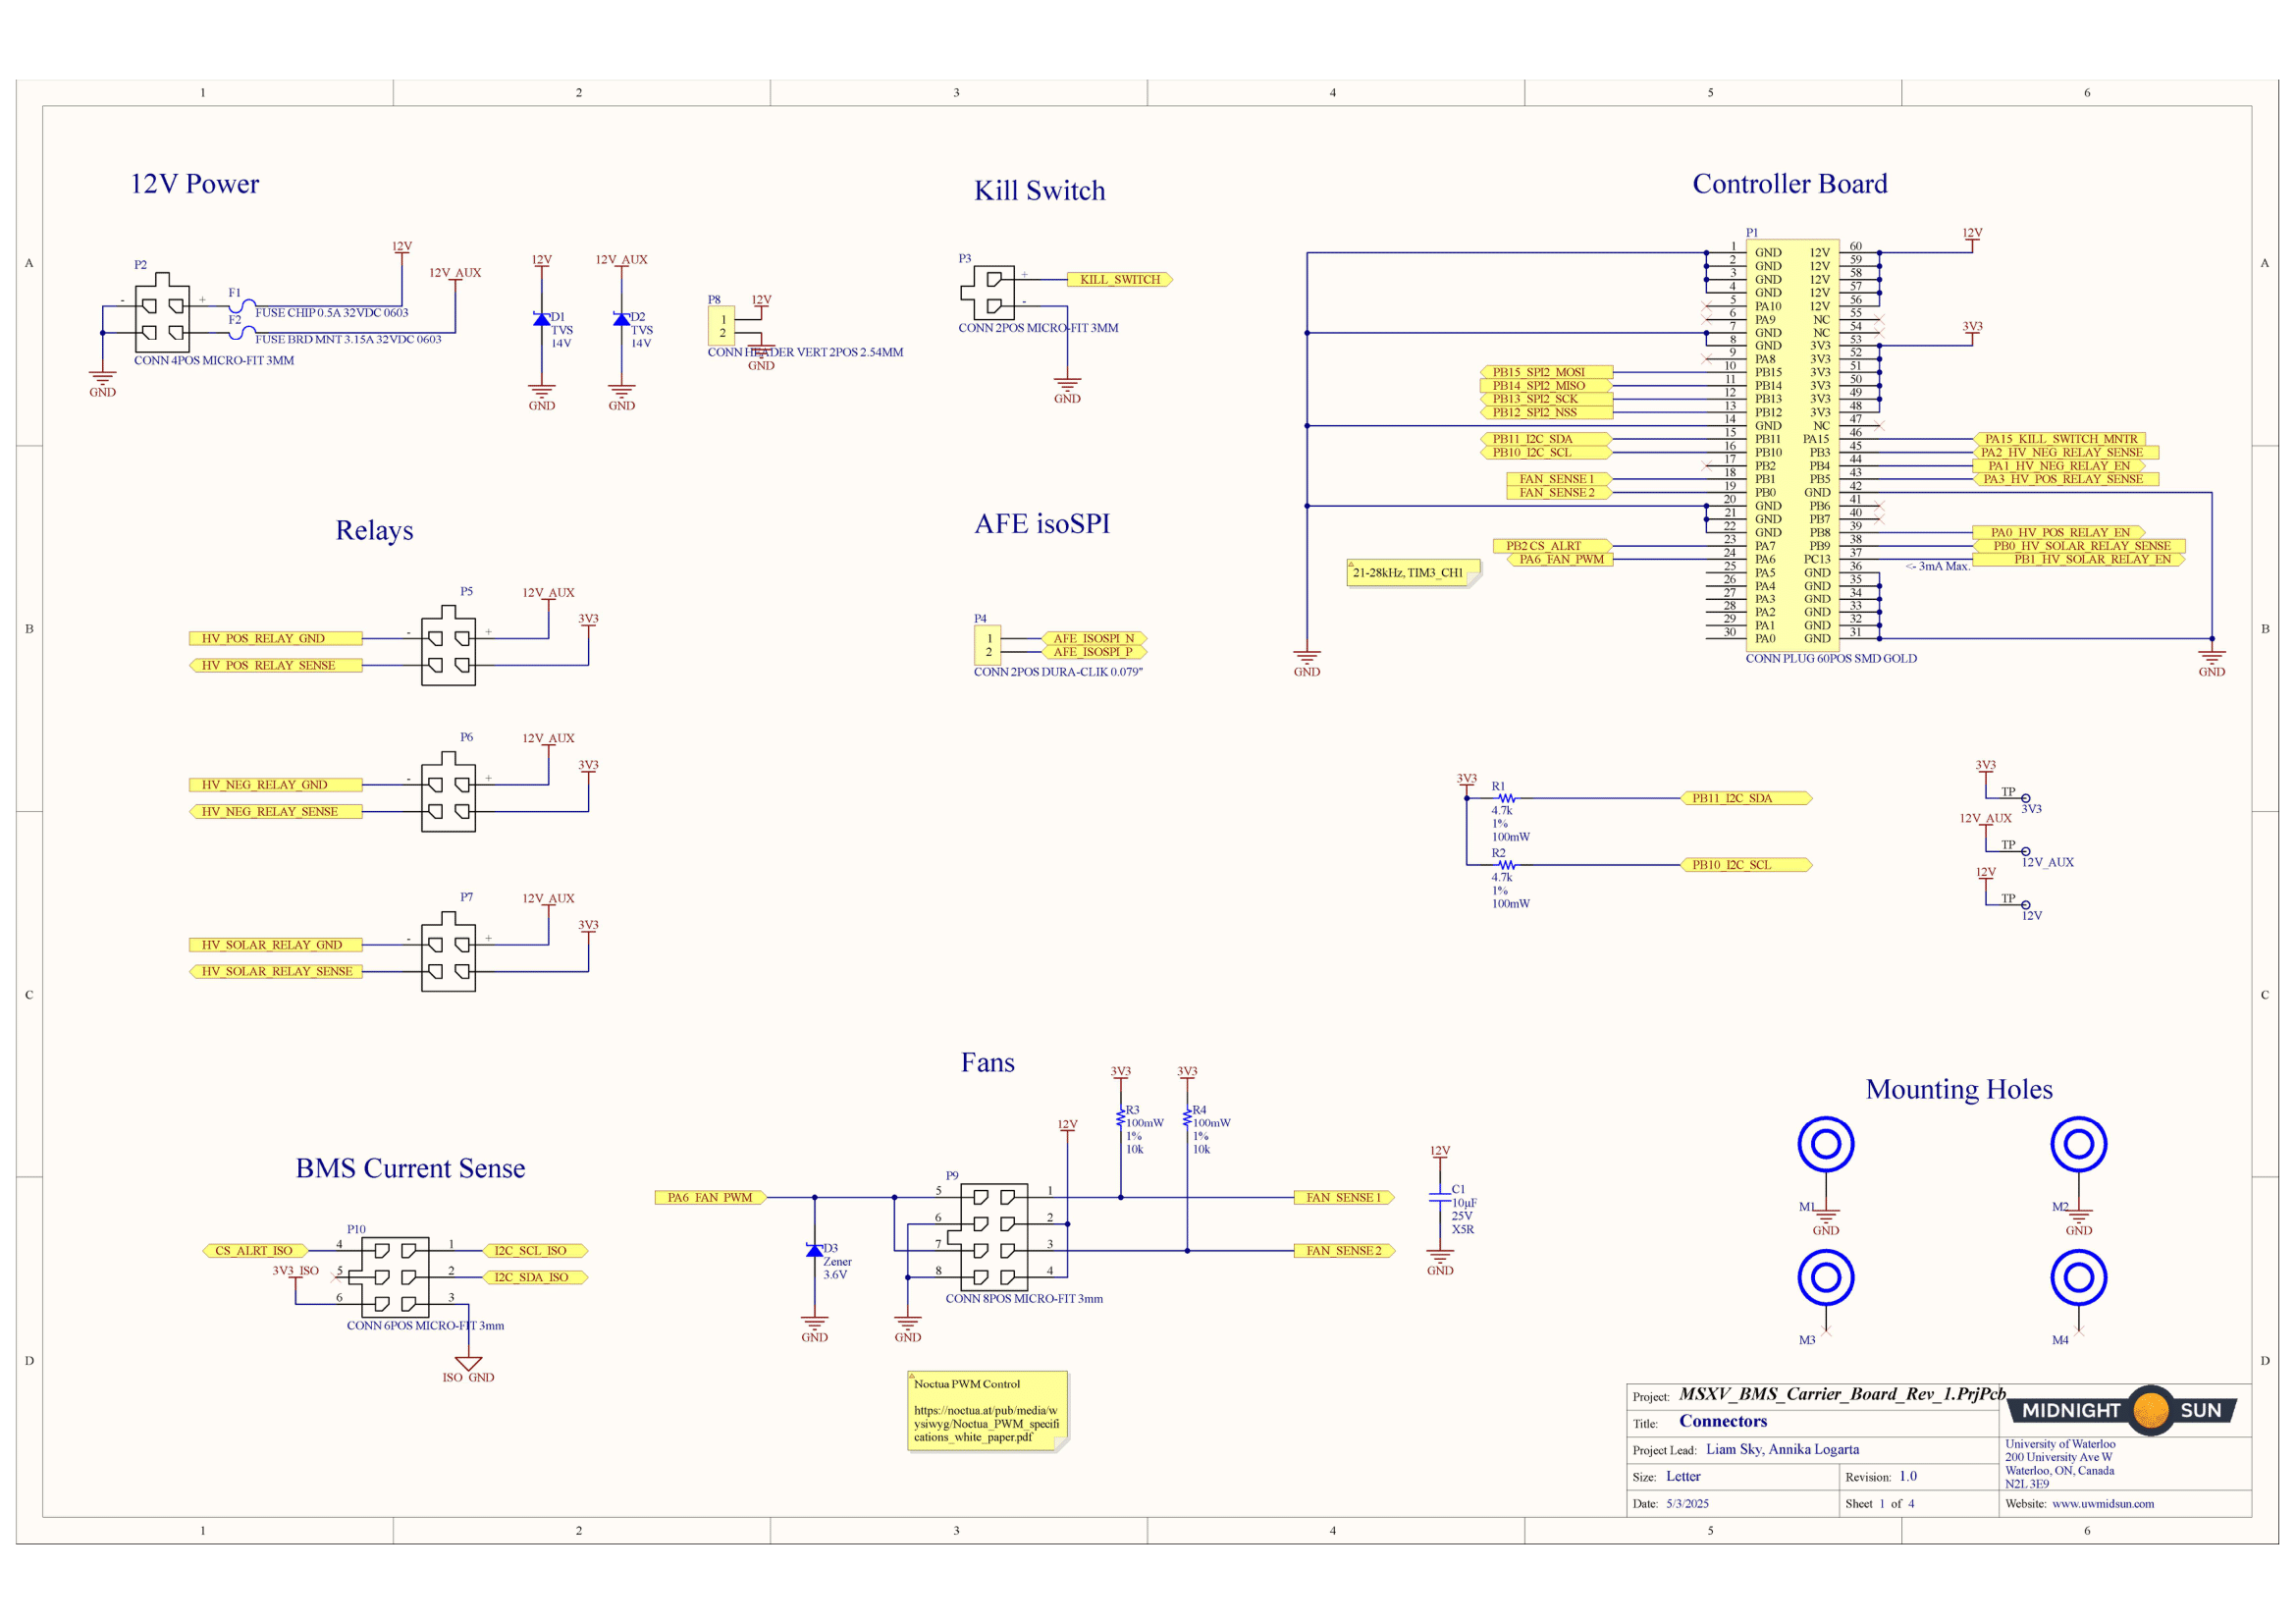 1 2 3 4 5 6
A
B
C
D
12V Power
P2
-
+
F1
FUSE CHIP 0.5A 32VDC 0603
F2
FUSE BRD MNT 3.15A 32VDC 0603
CONN 4POS MICRO-FIT 3MM
GND
12V
12V_AUX
12V
D1
TVS
14V
GND
12V_AUX
D2
TVS
14V
GND
P8
12V
1
2
CONN HEADER VERT 2POS 2.54MM
GND
Kill Switch
P3
+
KILL_SWITCH
-
CONN 2POS MICRO-FIT 3MM
GND
Controller Board
P1
1 GND 12V 60
2 GND 12V 59
3 GND 12V 58
4 GND 12V 57
5 PA10 12V 56
6 PA9 NC 55
7 GND NC 54
8 GND 3V3 53
9 PA8 3V3 52
PB15_SPI2_MOSI 10 PB15 3V3 51
PB14_SPI2_MISO 11 PB14 3V3 50
PB13_SPI2_SCK 12 PB13 3V3 49
PB12_SPI2_NSS 13 PB12 3V3 48
14 GND NC 47
PB11_I2C_SDA 15 PB11 PA15 46 PA15_KILL_SWITCH_MNTR
PB10_I2C_SCL 16 PB10 PB3 45 PA2_HV_NEG_RELAY_SENSE
17 PB2 PB4 44 PA1_HV_NEG_RELAY_EN
FAN_SENSE1 18 PB1 PB5 43 PA3_HV_POS_RELAY_SENSE
FAN_SENSE2 19 PB0 GND 42
20 GND PB6 41
21 GND PB7 40
22 GND PB8 39 PA0_HV_POS_RELAY_EN
PB2 CS_ALRT 23 PA7 PB9 38 PB0_HV_SOLAR_RELAY_SENSE
PA6_FAN_PWM 24 PA6 PC13 37 PB1_HV_SOLAR_RELAY_EN
25 PA5 GND 36 <- 3mA Max.
26 PA4 GND 35
27 PA3 GND 34
28 PA2 GND 33
29 PA1 GND 32
30 PA0 GND 31
CONN PLUG 60POS SMD GOLD
12V
3V3
GND
GND
21-28kHz, TIM3_CH1
Relays
P5
HV_POS_RELAY_GND - + 12V_AUX
HV_POS_RELAY_SENSE 3V3
P6
HV_NEG_RELAY_GND - + 12V_AUX
HV_NEG_RELAY_SENSE 3V3
P7
HV_SOLAR_RELAY_GND - + 12V_AUX
HV_SOLAR_RELAY_SENSE 3V3
AFE isoSPI
P4
1 AFE_ISOSPI_N
2 AFE_ISOSPI_P
CONN 2POS DURA-CLIK 0.079"
3V3
R1
4.7k
1%
100mW
PB11_I2C_SDA
R2
4.7k
1%
100mW
PB10_I2C_SCL
3V3
TP
3V3
12V_AUX
TP
12V_AUX
12V
TP
12V
BMS Current Sense
P10
CS_ALRT_ISO 4 1 I2C_SCL_ISO
3V3_ISO 5 2 I2C_SDA_ISO
6 3
CONN 6POS MICRO-FIT 3mm
ISO_GND
Fans
3V3
R3
100mW
1%
10k
3V3
R4
100mW
1%
10k
12V
P9
PA6_FAN_PWM 5 1 FAN_SENSE1
6 2
7 3 FAN_SENSE2
8 4
CONN 8POS MICRO-FIT 3mm
D3
Zener
3.6V
GND
GND
12V
C1
10µF
25V
X5R
GND
Noctua PWM Control
https://noctua.at/pub/media/w
ysiwyg/Noctua_PWM_specifi
cations_white_paper.pdf
Mounting Holes
M1
GND
M2
GND
M3
M4
Project: MSXV_BMS_Carrier_Board_Rev_1.PrjPcb
Title: Connectors
Project Lead: Liam Sky, Annika Logarta
Size: Letter
Revision: 1.0
Date: 5/3/2025
Sheet 1 of 4
MIDNIGHT SUN
University of Waterloo
200 University Ave W
Waterloo, ON, Canada
N2L 3E9
Website: www.uwmidsun.com
A
B
C
D
1 2 3 4 5 6